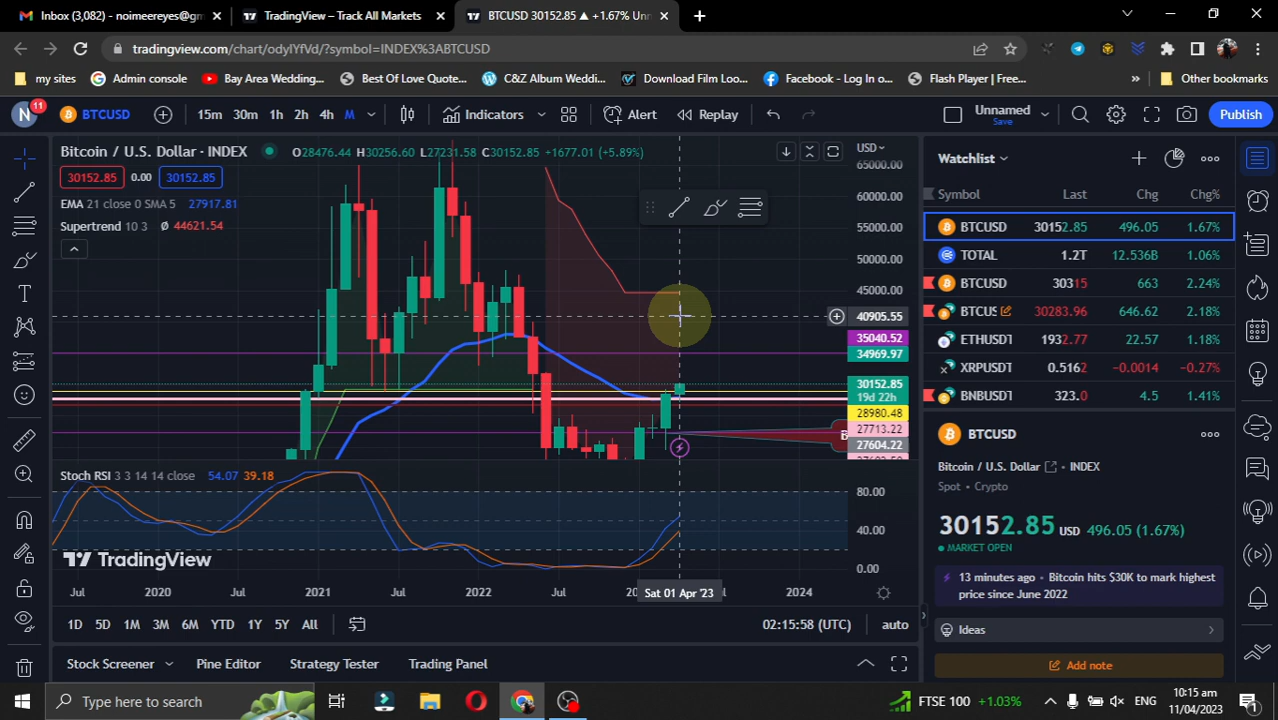 Inbox (3,082) - noimeereyes@gm
TradingView – Track All Markets
BTCUSD 30152.85 ▲ +1.67% Unn
tradingview.com/chart/odylYfVd/?symbol=INDEX%3ABTCUSD
my sites
Admin console
Bay Area Wedding...
Best Of Love Quote...
C&Z Album Weddin...
Download Film Loo...
Facebook - Log In o...
Flash Player | Free...
»
Other bookmarks
N
11
BTCUSD
15m
30m
1h
2h
4h
M
Indicators
Alert
Replay
Unnamed
Save
Publish
Bitcoin / U.S. Dollar · INDEX
O28476.44 H30256.60 L27231.58 C30152.85 +1677.01 (+5.89%)
USD
30152.85
0.00
30152.85
EMA 21 close 0 SMA 5 27917.81
Supertrend 10 3 Ø 44621.54
65000.00
60000.00
55000.00
50000.00
45000.00
40905.55
35040.52
34969.97
30152.85
19d 22h
28980.48
27713.22
27604.22
Stoch RSI 3 3 14 14 close 54.07 39.18
80.00
40.00
0.00
TradingView
Jul
2020
Jul
2021
Jul
2022
Jul
Sat 01 Apr '23
2024
1D
5D
1M
3M
6M
YTD
1Y
5Y
All
02:15:58 (UTC)
auto
Stock Screener
Pine Editor
Strategy Tester
Trading Panel
Watchlist
Symbol
Last
Chg
Chg%
BTCUSD 30152.85 496.05 1.67%
TOTAL 1.2T 12.536B 1.06%
BTCUSD 30315 663 2.24%
BTCUS 30283.96 646.62 2.18%
ETHUSDT 1932.77 22.57 1.18%
XRPUSDT 0.5162 -0.0014 -0.27%
BNBUSDT 323.0 4.5 1.41%
BTCUSD
Bitcoin / U.S. Dollar · INDEX
Spot • Crypto
30152.85 USD 496.05 (1.67%)
MARKET OPEN
13 minutes ago · Bitcoin hits $30K to mark highest
price since June 2022
Ideas
Add note
Type here to search
FTSE 100 +1.03%
ENG
10:15 am
11/04/2023
1